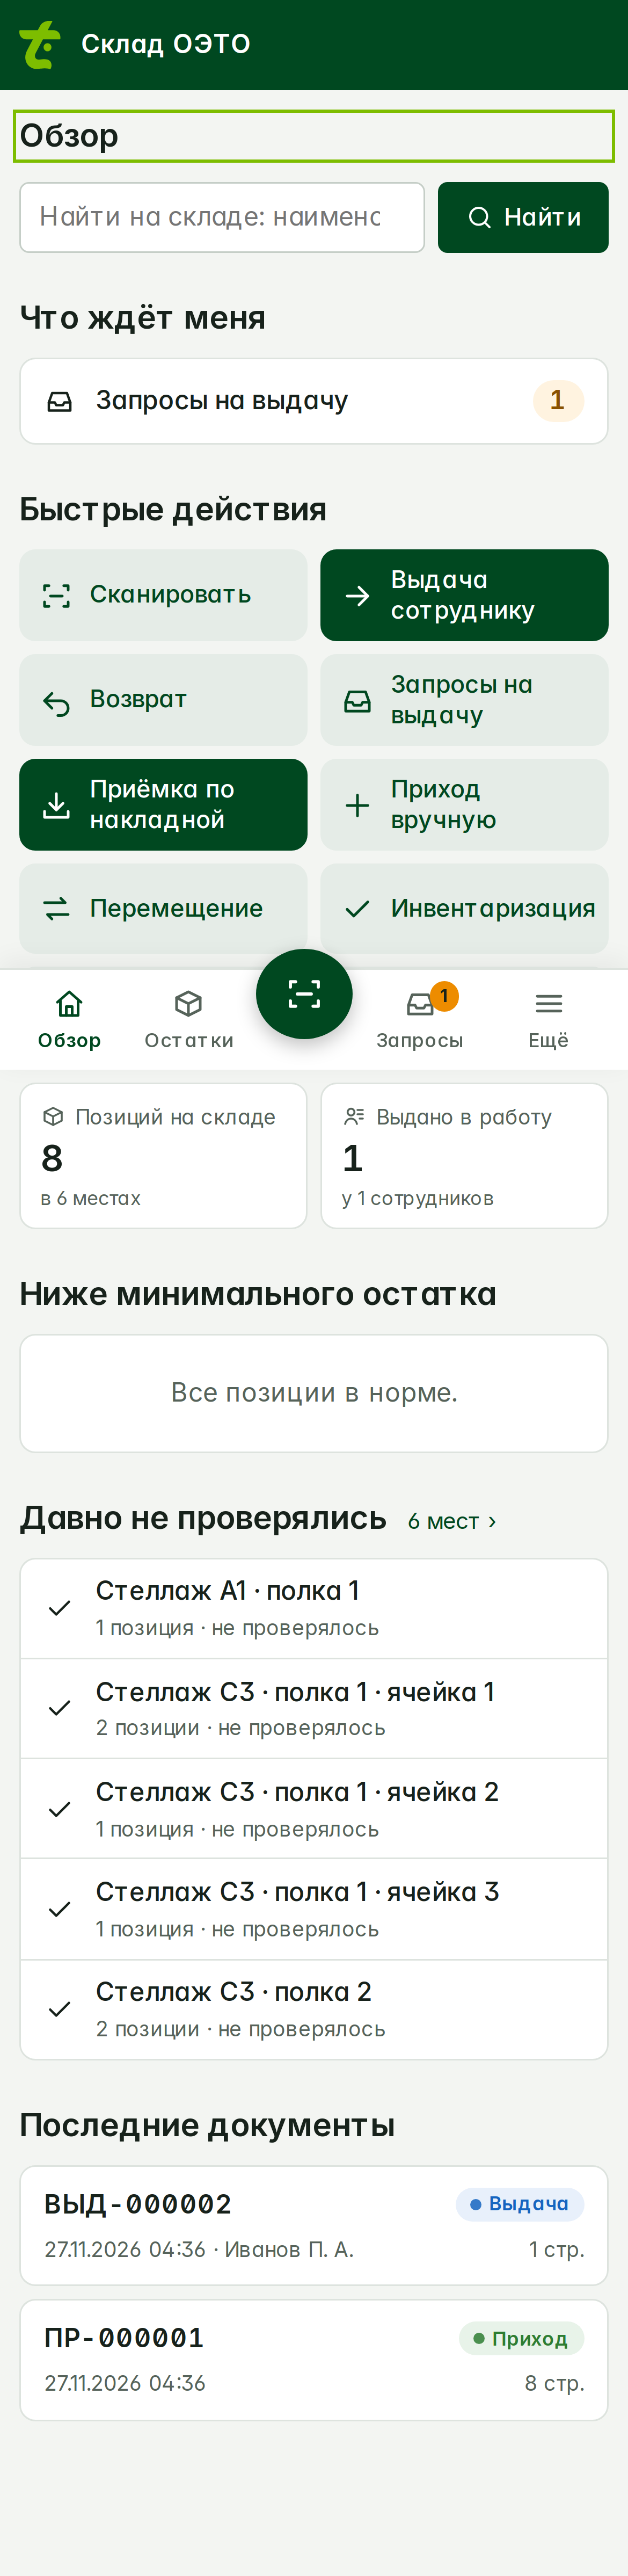 Склад ОЭТО
Обзор
Найти на складе: наименс
Найти
Что ждёт меня
Запросы на выдачу
1
Быстрые действия
Сканировать
Выдача
сотруднику
Возврат
Запросы на
выдачу
Приёмка по
накладной
Приход
вручную
Перемещение
Инвентаризация
Обзор
Остатки
1
Запросы
Ещё
Позиций на складе
8
в 6 местах
Выдано в работу
1
у 1 сотрудников
Ниже минимального остатка
Все позиции в норме.
Давно не проверялись 6 мест ›
Стеллаж А1 · полка 1
1 позиция · не проверялось
Стеллаж С3 · полка 1 · ячейка 1
2 позиции · не проверялось
Стеллаж С3 · полка 1 · ячейка 2
1 позиция · не проверялось
Стеллаж С3 · полка 1 · ячейка 3
1 позиция · не проверялось
Стеллаж С3 · полка 2
2 позиции · не проверялось
Последние документы
ВЫД-000002
Выдача
27.11.2026 04:36 · Иванов П. А.
1 стр.
ПР-000001
Приход
27.11.2026 04:36
8 стр.